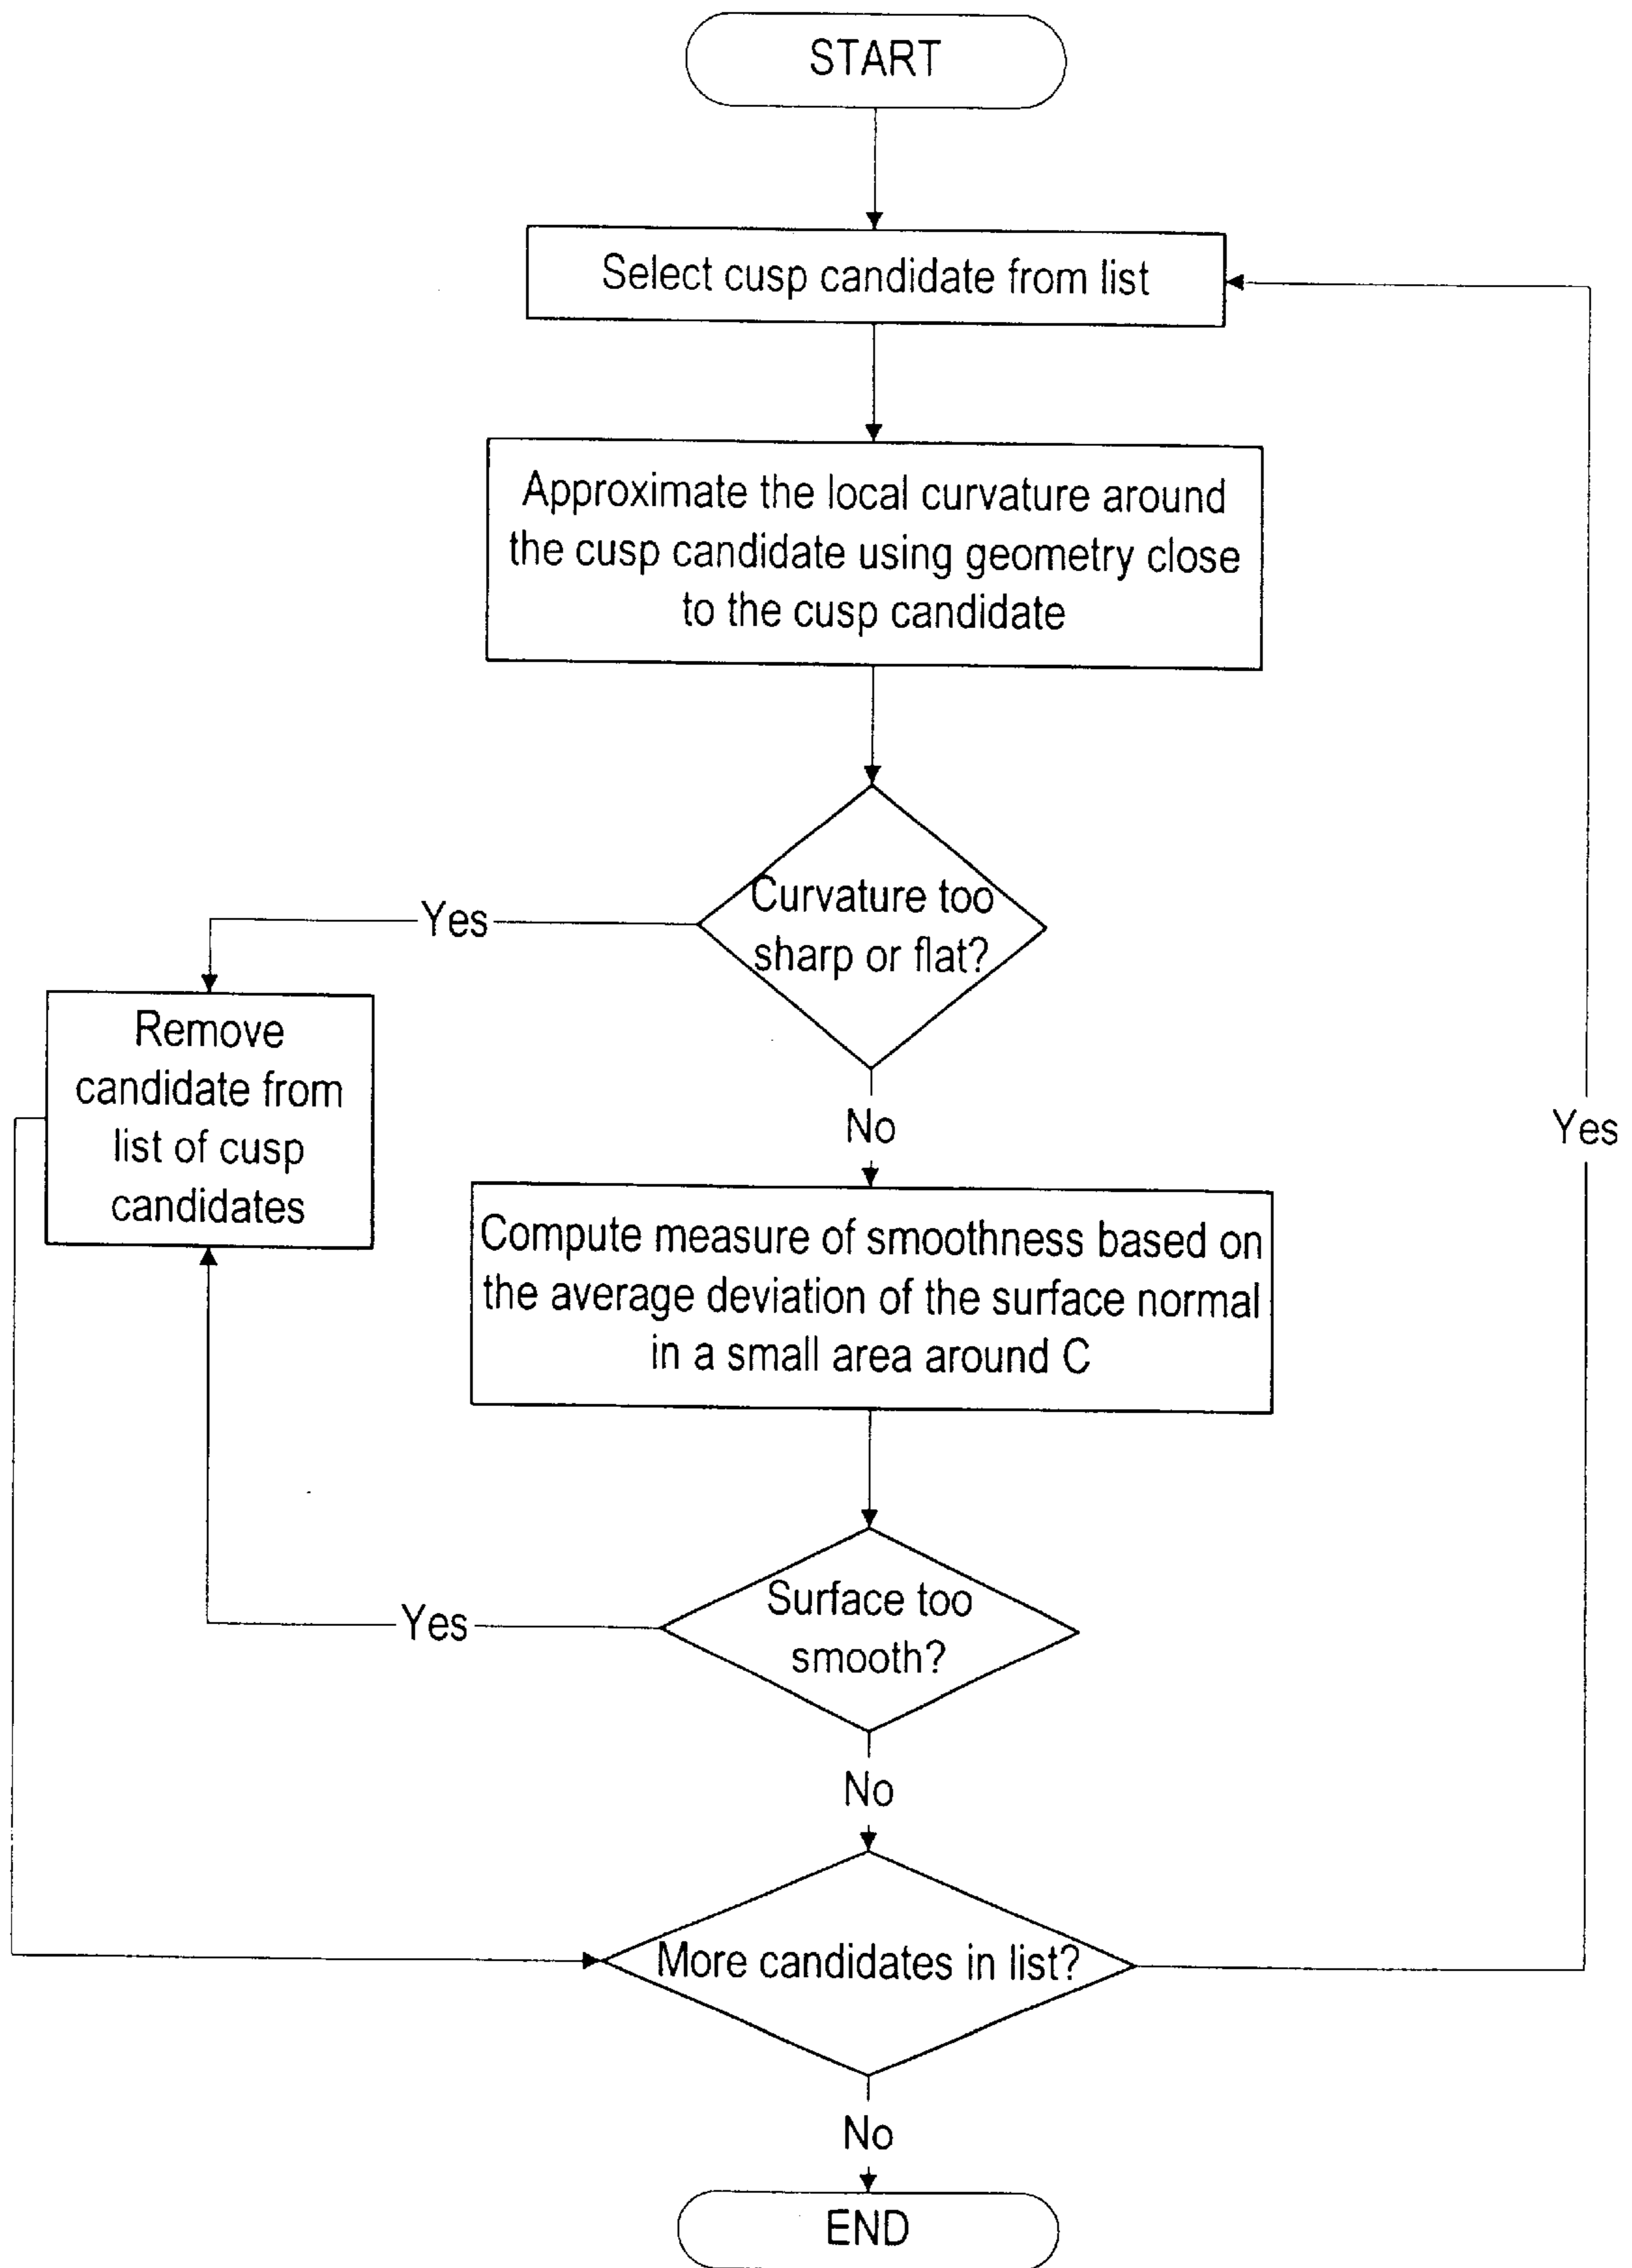 START
Select cusp candidate from list
Approximate the local curvature around
the cusp candidate using geometry close
to the cusp candidate
Curvature too
sharp or flat?
Yes
Remove
candidate from
list of cusp
candidates
No
Yes
Compute measure of smoothness based on
the average deviation of the surface normal
in a small area around C
Surface too
smooth?
Yes
No
More candidates in list?
No
END